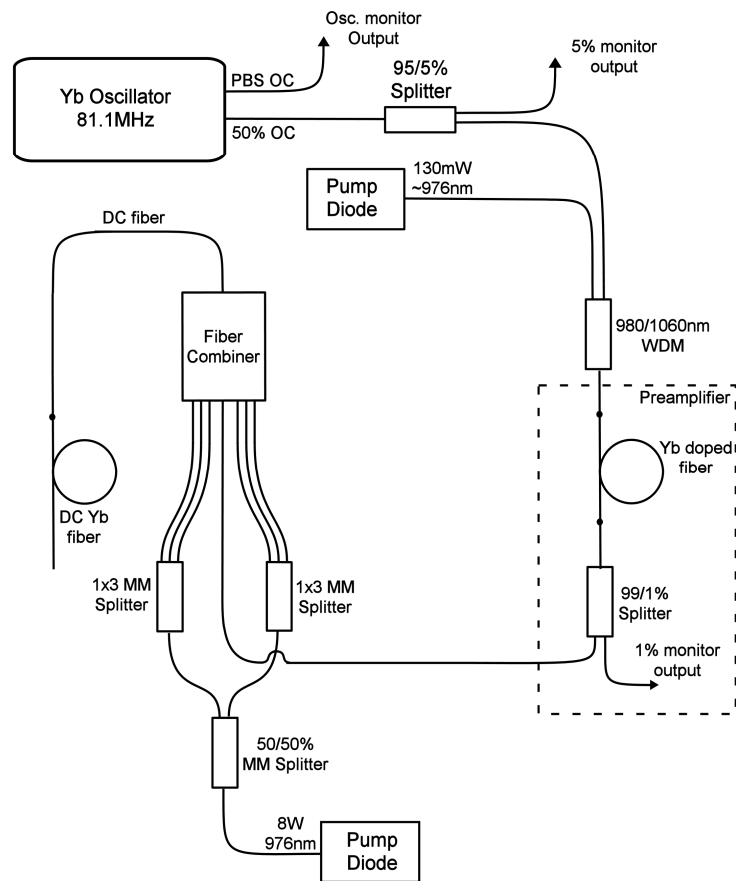 Osc. monitor
Output
5% monitor
output
95/5%
Splitter
PBS OC
Yb Oscillator
81.1MHz
50% OC
130mW
~976nm
Pump
Diode
DC fiber
980/1060nm
WDM
Fiber
Combiner
Preamplifier
Yb doped
fiber
DC Yb
fiber
1x3 MM
Splitter
1x3 MM
Splitter
99/1%
Splitter
1% monitor
output
50/50%
MM Splitter
8W
976nm
Pump
Diode